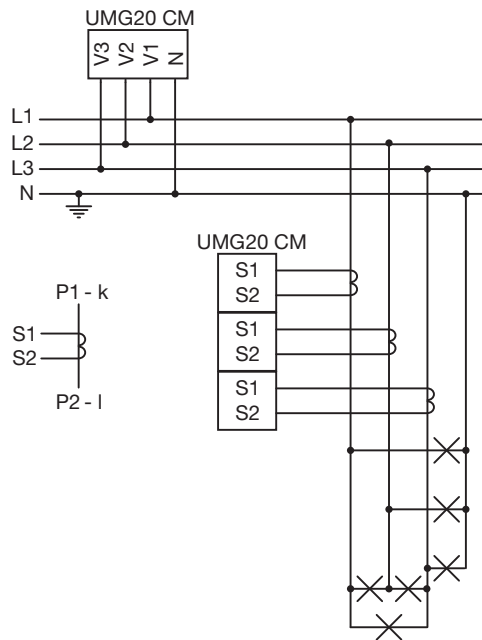 UMG20 CM
V3 V2 V1 N
L1
L2
L3
N
UMG20 CM
S1
S2
S1
S2
S1
S2
P1 - k
S1
S2
P2 - l